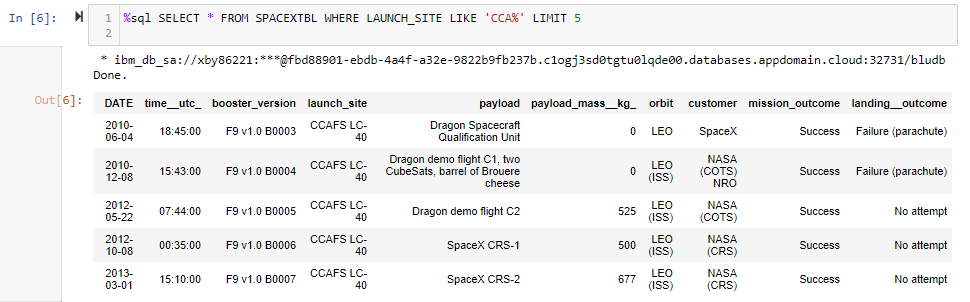 In [6]:
%sql SELECT * FROM SPACEXTBL WHERE LAUNCH_SITE LIKE 'CCA%' LIMIT 5
1
2
* ibm_db_sa://xby86221:***@fbd88901-ebdb-4a4f-a32e-9822b9fb237b.c1ogj3sd0tgtu0lqde00.databases.appdomain.cloud:32731/bludb
Done.
Out[6]:
DATE time__utc_ booster_version launch_site payload payload_mass__kg_ orbit customer mission_outcome landing__outcome
2010-06-04 18:45:00 F9 v1.0 B0003 CCAFS LC-40 Dragon Spacecraft Qualification Unit 0 LEO SpaceX Success Failure (parachute)
2010-12-08 15:43:00 F9 v1.0 B0004 CCAFS LC-40 Dragon demo flight C1, two CubeSats, barrel of Brouere cheese 0 LEO (ISS) NASA (COTS) NRO Success Failure (parachute)
2012-05-22 07:44:00 F9 v1.0 B0005 CCAFS LC-40 Dragon demo flight C2 525 LEO (ISS) NASA (COTS) Success No attempt
2012-10-08 00:35:00 F9 v1.0 B0006 CCAFS LC-40 SpaceX CRS-1 500 LEO (ISS) NASA (CRS) Success No attempt
2013-03-01 15:10:00 F9 v1.0 B0007 CCAFS LC-40 SpaceX CRS-2 677 LEO (ISS) NASA (CRS) Success No attempt